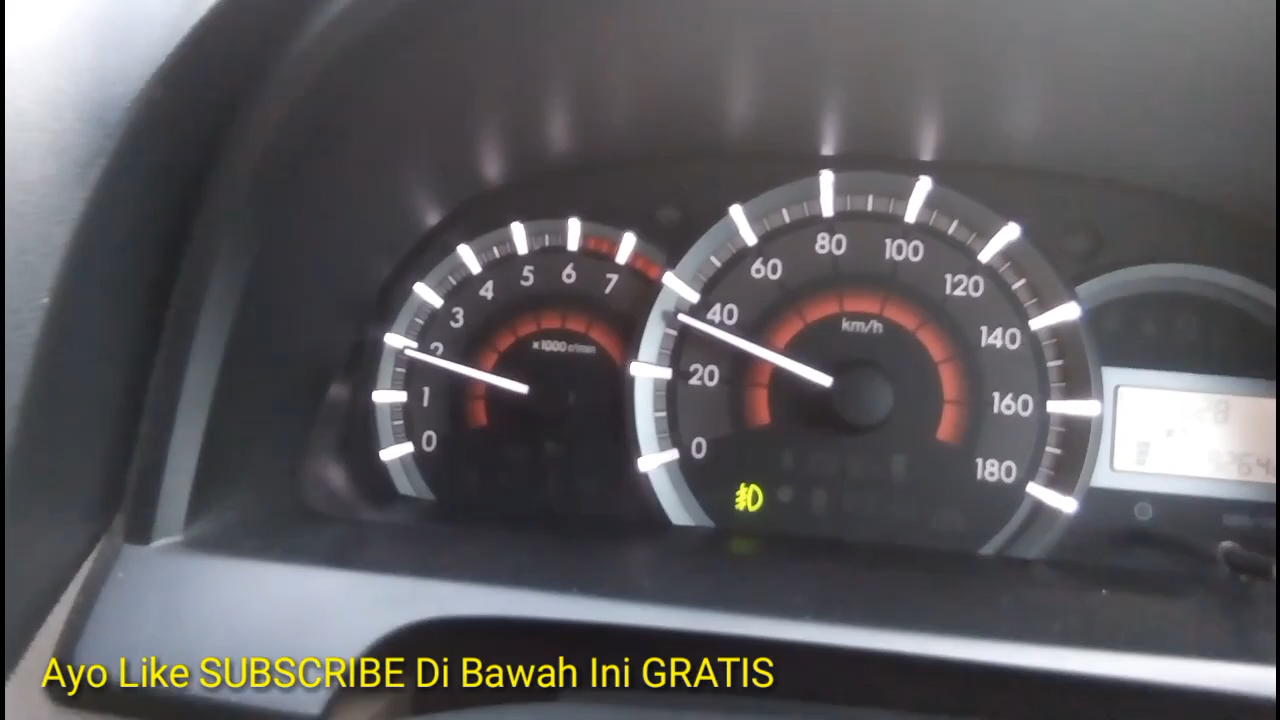 0 1 2 3 4 5 6 7
x1000 r/min
0 20 40 60 80 100 120 140 160 180
km/h
Ayo Like SUBSCRIBE Di Bawah Ini GRATIS